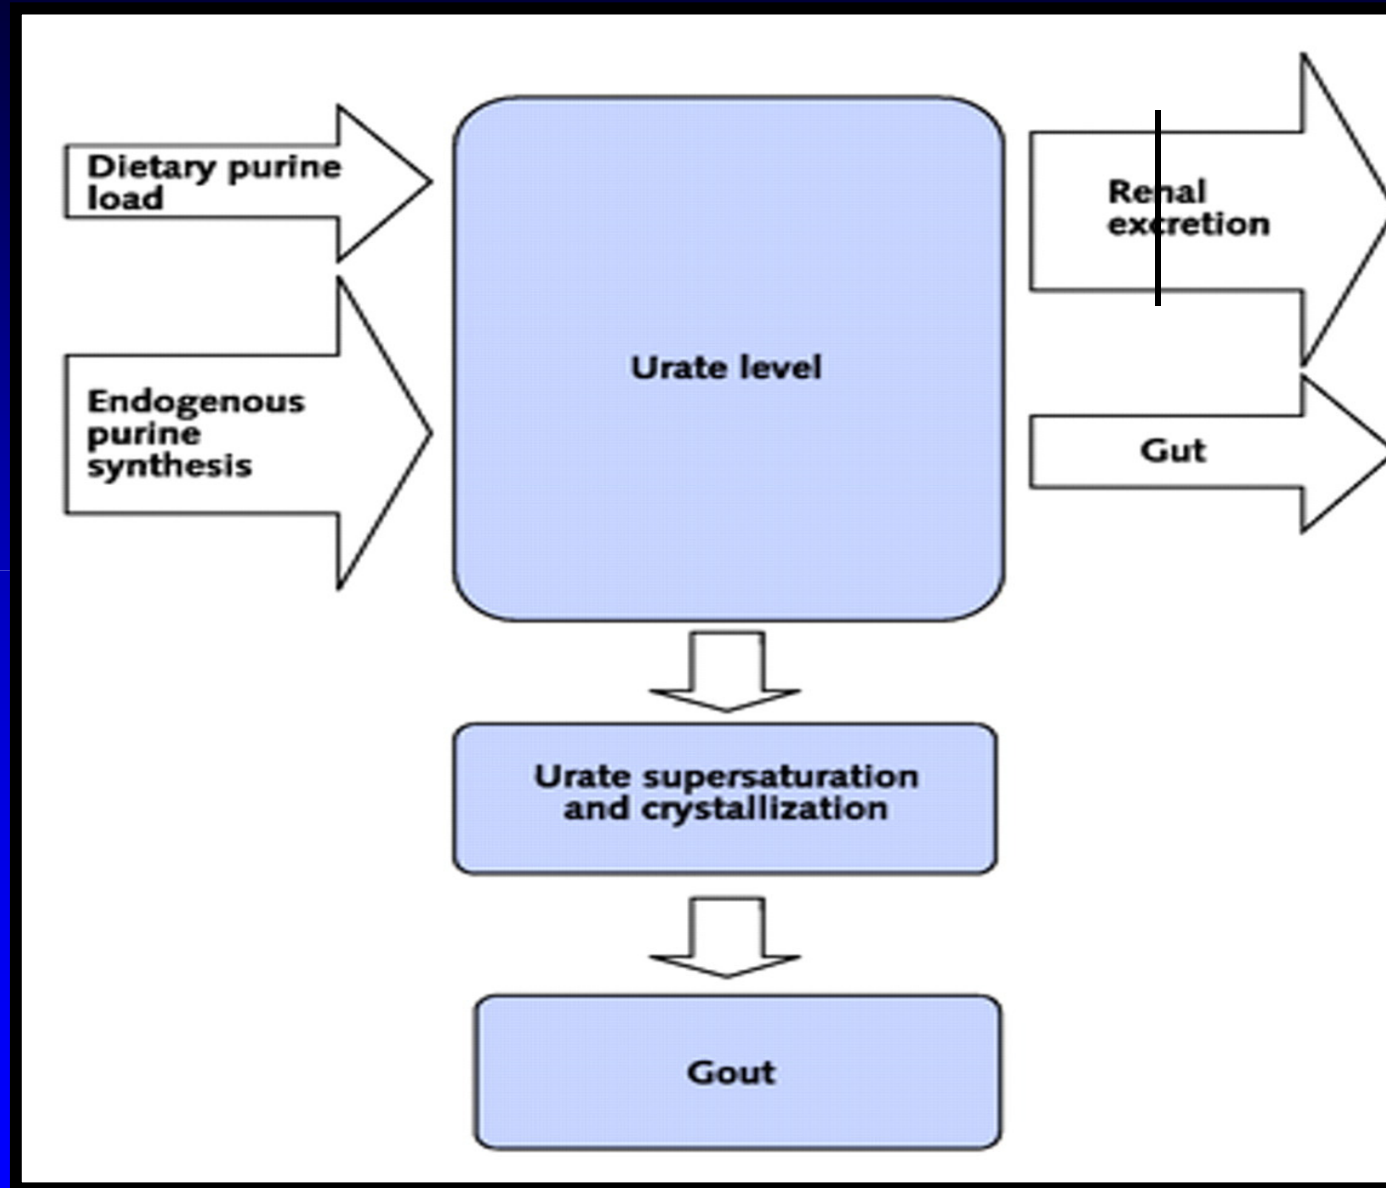 Dietary purine
load
Endogenous
purine
synthesis
Urate level
Renal
excretion
Gut
Urate supersaturation
and crystallization
Gout